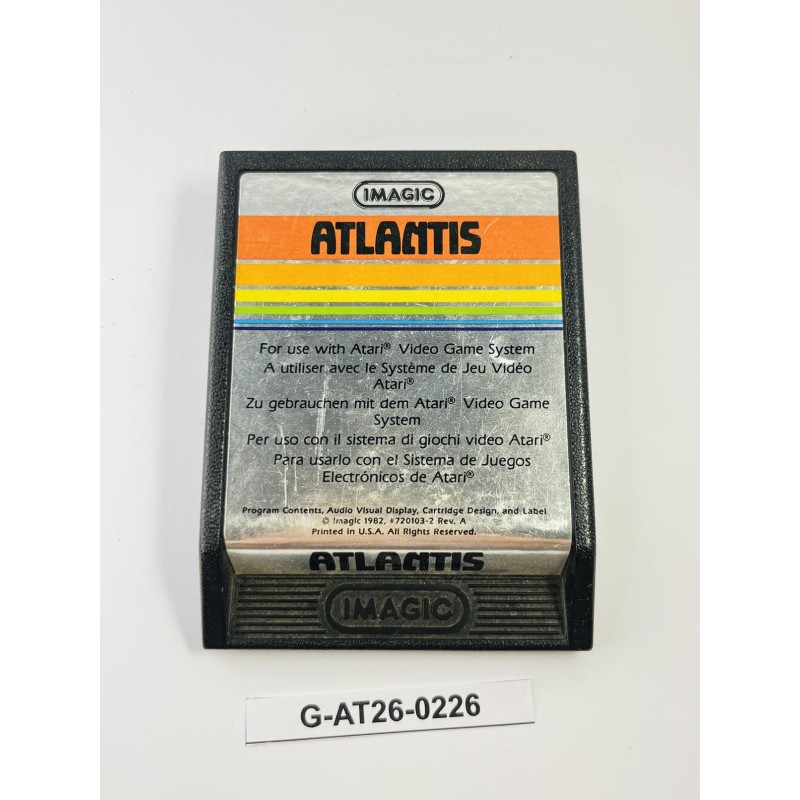 IMAGIC
ATLANTIS
For use with Atari® Video Game System
A utiliser avec le Système de Jeu Vidéo
Atari®
Zu gebrauchen mit dem Atari® Video Game
System
Per uso con il sistema di giochi video Atari®
Para usarlo con el Sistema de Juegos
Electrónicos de Atari®
Program Contents, Audio Visual Display, Cartridge Design, and Label
© Imagic 1982, #720103-2 Rev. A
Printed in U.S.A. All Rights Reserved.
ATLANTIS
IMAGIC
G-AT26-0226